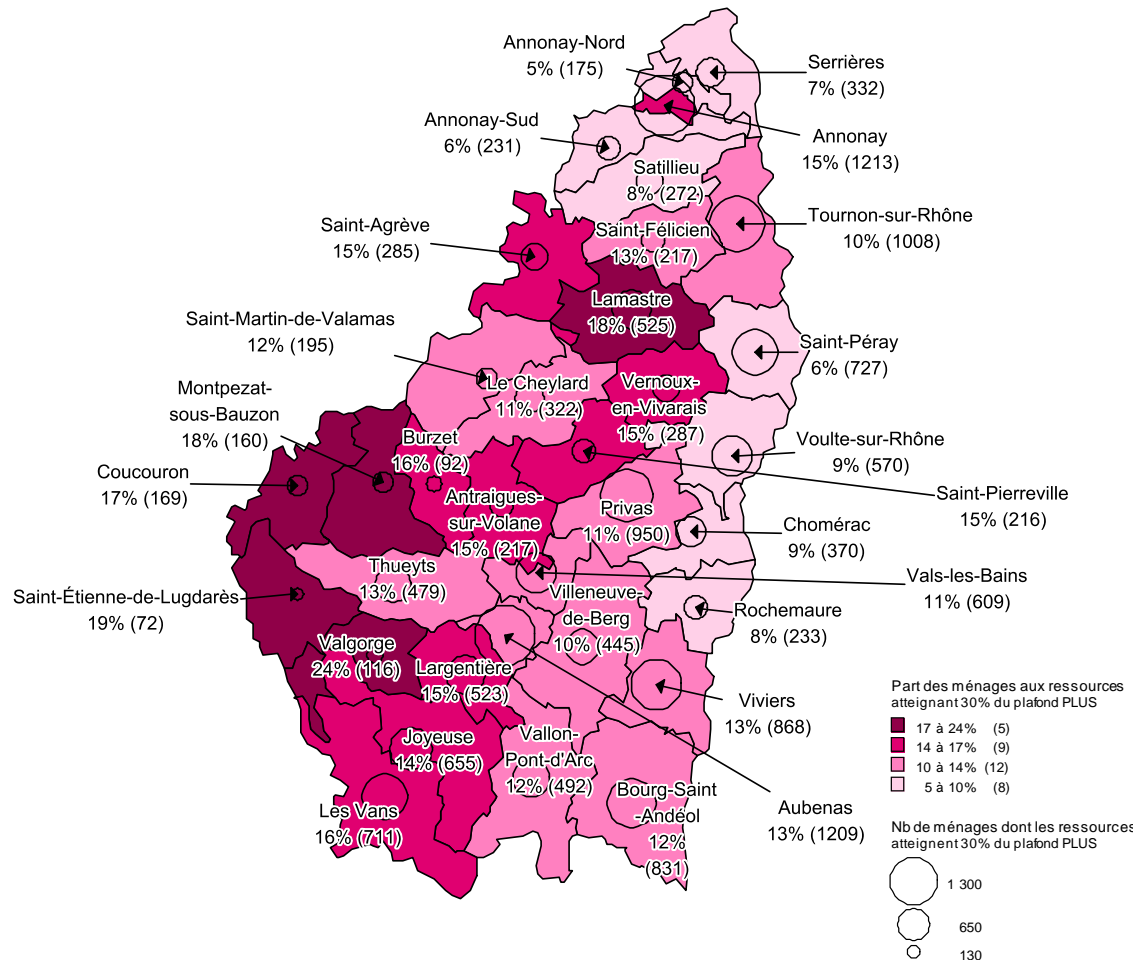 Annonay-Nord
5% (175)
Serrières
7% (332)
Annonay-Sud
6% (231)
Annonay
15% (1213)
Satillieu
8% (272)
Saint-Agrève
15% (285)
Saint-Félicien
13% (217)
Tournon-sur-Rhône
10% (1008)
Lamastre
18% (525)
Saint-Martin-de-Valamas
12% (195)
Saint-Péray
6% (727)
Le Cheylard
11% (322)
Vernoux-
en-Vivarais
15% (287)
Montpezat-
sous-Bauzon
18% (160)
Burzet
16% (92)
Voulte-sur-Rhône
9% (570)
Coucouron
17% (169)
Antraigues-
sur-Volane
15% (217)
Privas
11% (950)
Saint-Pierreville
15% (216)
Chomérac
9% (370)
Thueyts
13% (479)
Vals-les-Bains
11% (609)
Saint-Étienne-de-Lugdarès
19% (72)
Villeneuve-
de-Berg
10% (445)
Rochemaure
8% (233)
Valgorge
24% (116)
Largentière
15% (523)
Viviers
13% (868)
Joyeuse
14% (655)
Vallon-
Pont-d'Arc
12% (492)
Bourg-Saint
-Andéol
12%
(831)
Les Vans
16% (711)
Aubenas
13% (1209)
Part des ménages aux ressources
atteignant 30% du plafond PLUS
17 à 24% (5)
14 à 17% (9)
10 à 14% (12)
5 à 10% (8)
Nb de ménages dont les ressources
atteignent 30% du plafond PLUS
1 300
650
130